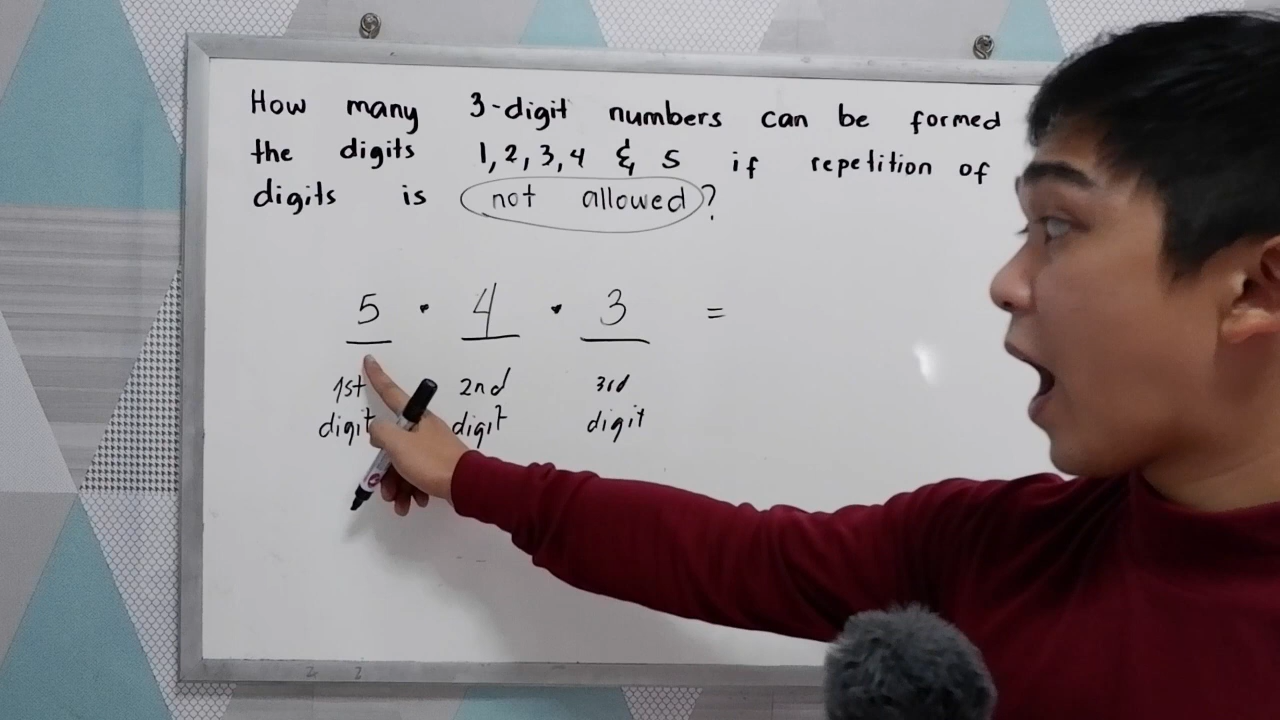 How many 3-digit numbers can be formed
the digits 1, 2, 3, 4 & 5 if repetition of
digits is not allowed?
5 · 4 · 3 =
1st 2nd 3rd
digit digit digit